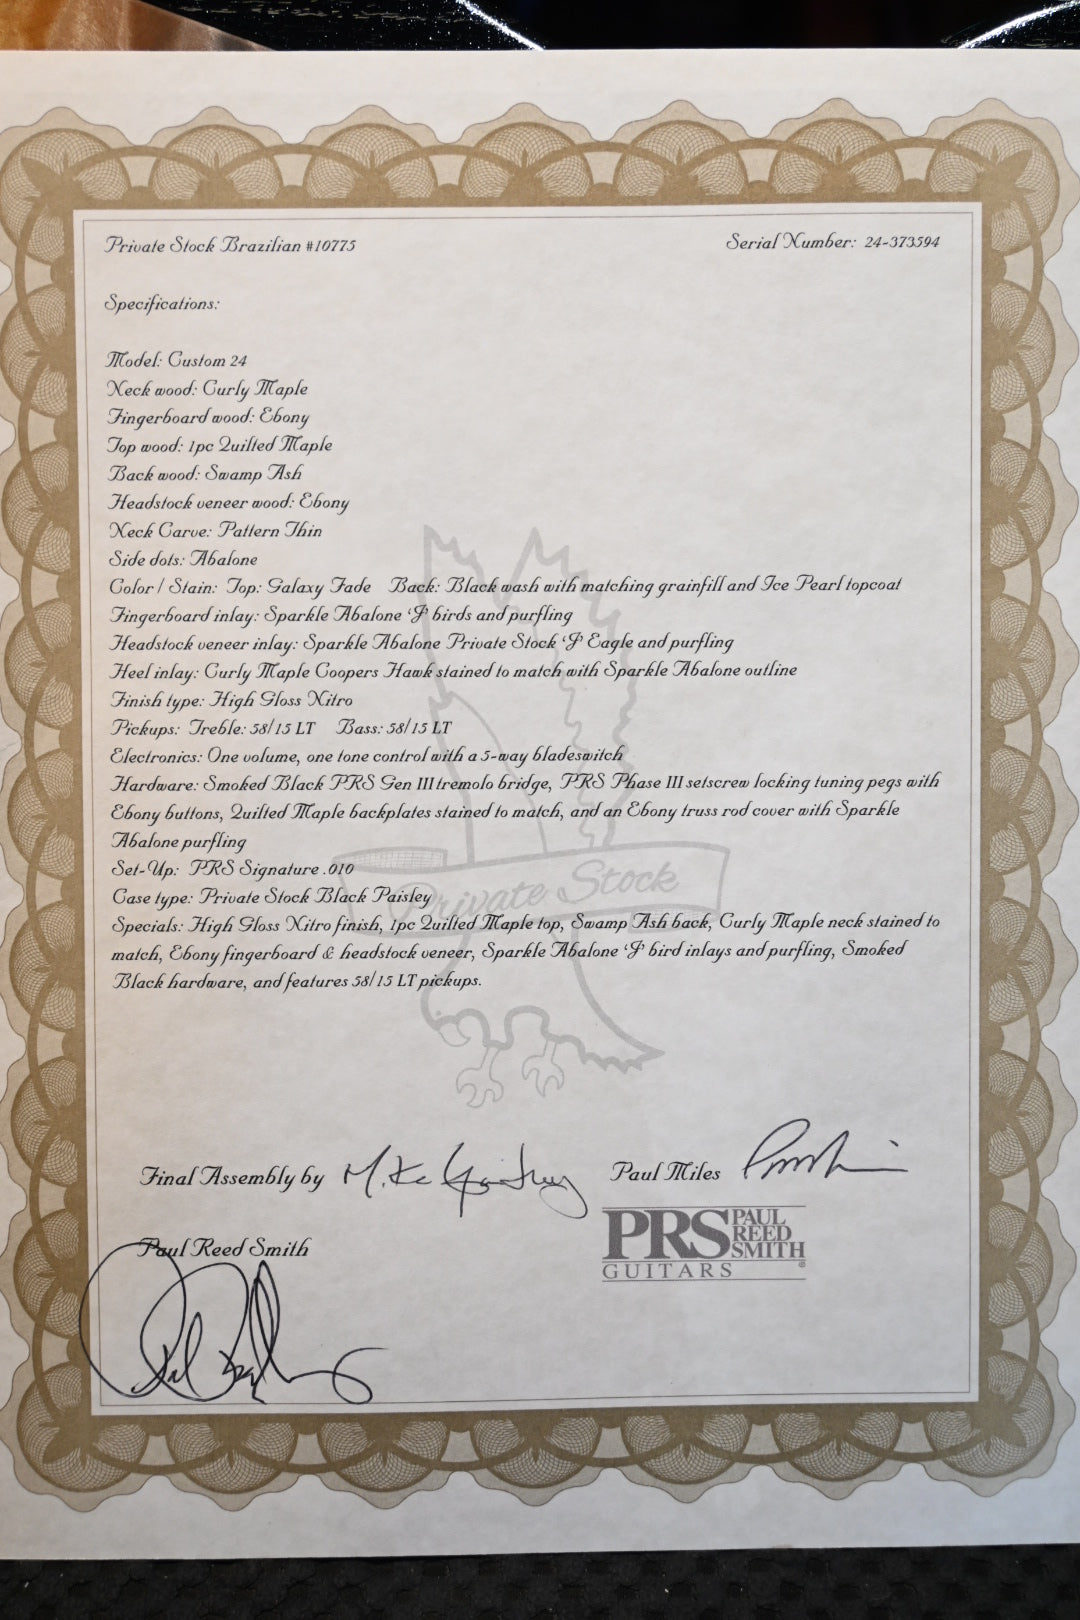 Private Stock Brazilian #10775 Serial Number: 24-373594
Specifications:
Model: Custom 24
Neck wood: Curly Maple
Fingerboard wood: Ebony
Top wood: 1pc Quilted Maple
Back wood: Swamp Ash
Headstock veneer wood: Ebony
Neck Carve: Pattern Thin
Side dots: Abalone
Color / Stain: Top: Galaxy Fade Back: Black wash with matching grainfill and Ice Pearl topcoat
Fingerboard inlay: Sparkle Abalone 'J' birds and purfling
Headstock veneer inlay: Sparkle Abalone Private Stock 'J' Eagle and purfling
Heel inlay: Curly Maple Coopers Hawk stained to match with Sparkle Abalone outline
Finish type: High Gloss Nitro
Pickups: Treble: 58/15 LT Bass: 58/15 LT
Electronics: One volume, one tone control with a 5-way bladeswitch
Hardware: Smoked Black PRS Gen III tremolo bridge, PRS Phase III setscrew locking tuning pegs with
Ebony buttons, Quilted Maple backplates stained to match, and an Ebony truss rod cover with Sparkle
Abalone purfling
Set-Up: PRS Signature .010
Case type: Private Stock Black Paisley
Private Stock
Specials: High Gloss Nitro finish, 1pc Quilted Maple top, Swamp Ash back, Curly Maple neck stained to
match, Ebony fingerboard & headstock veneer, Sparkle Abalone 'J' bird inlays and purfling, Smoked
Black hardware, and features 58/15 LT pickups.
Final Assembly by Paul Miles
PRS PAUL REED SMITH
GUITARS
Paul Reed Smith